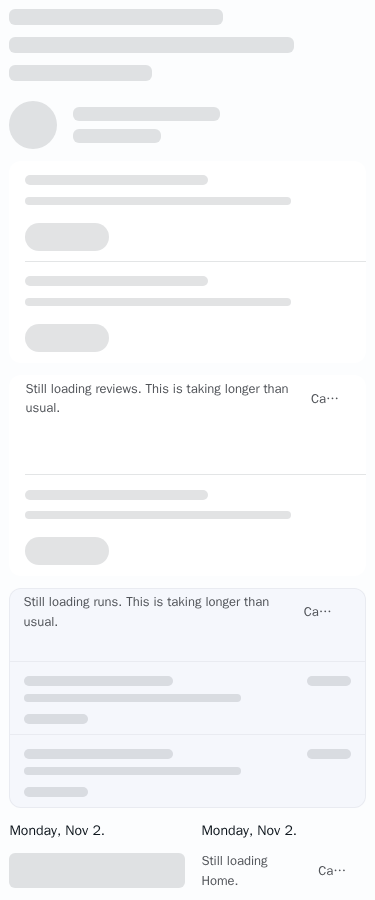 Still loading reviews. This is taking longer than
usual.
Ca···
Still loading runs. This is taking longer than
usual.
Ca···
Monday, Nov 2.
Monday, Nov 2.
Still loading
Home.
Ca···